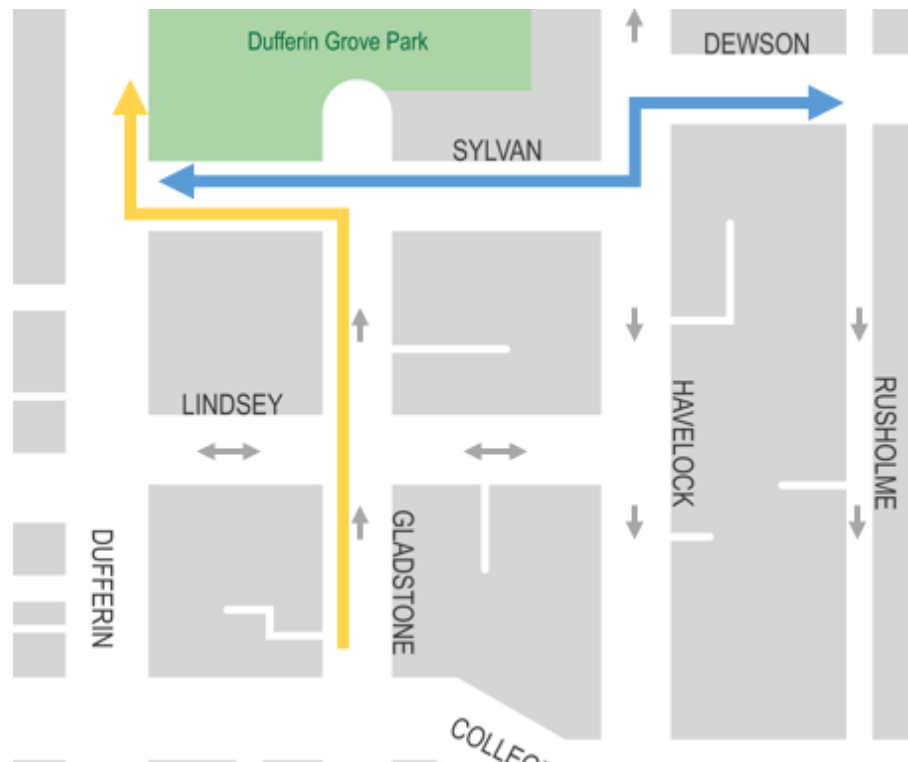 Dufferin Grove Park
DEWSON
SYLVAN
LINDSEY
HAVELOCK
RUSHOLME
DUFFERIN
GLADSTONE